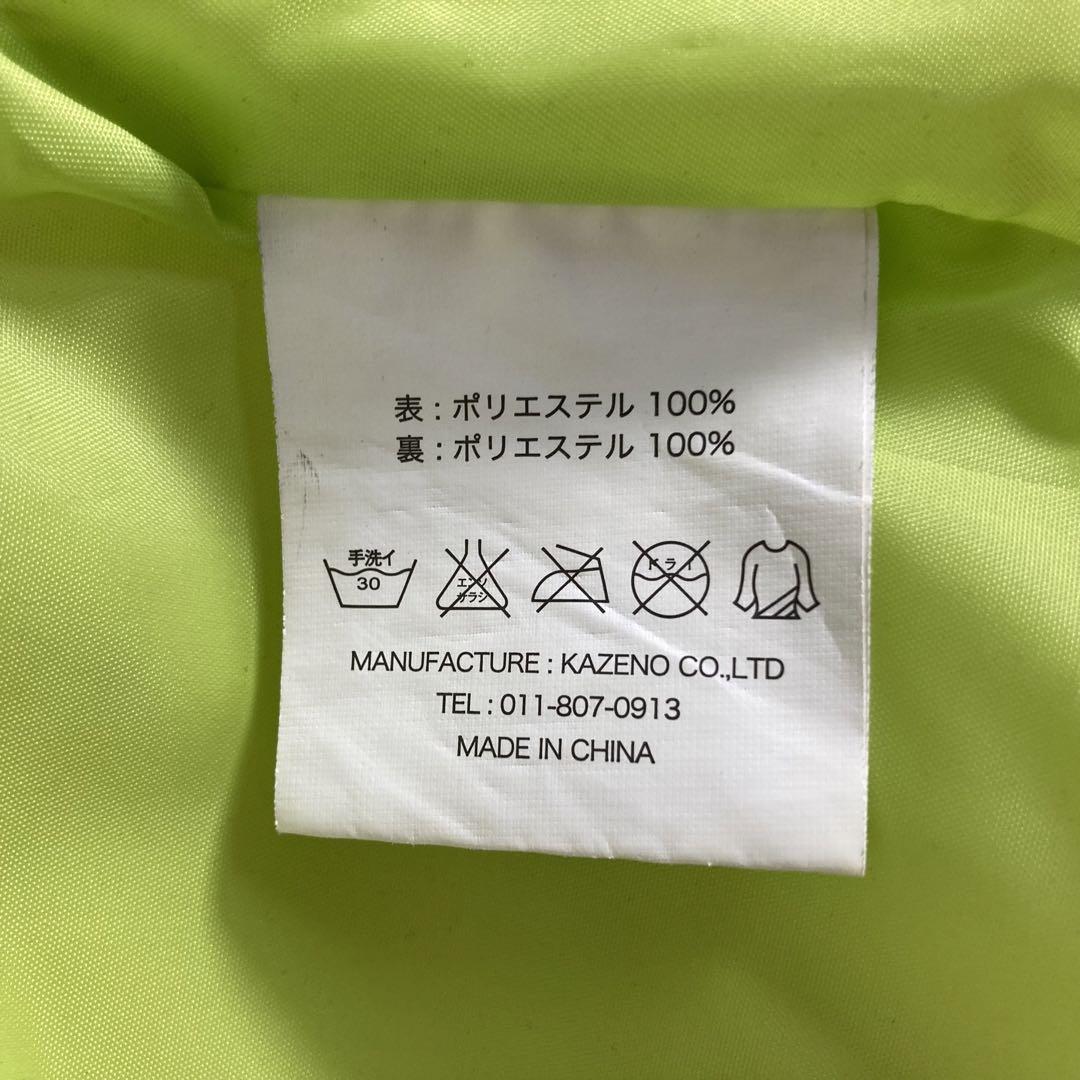 表 : ポリエステル 100%
裏 : ポリエステル 100%
手洗イ
30
エンソ
サラシ
ドライ
MANUFACTURE : KAZENO CO.,LTD
TEL : 011-807-0913
MADE IN CHINA